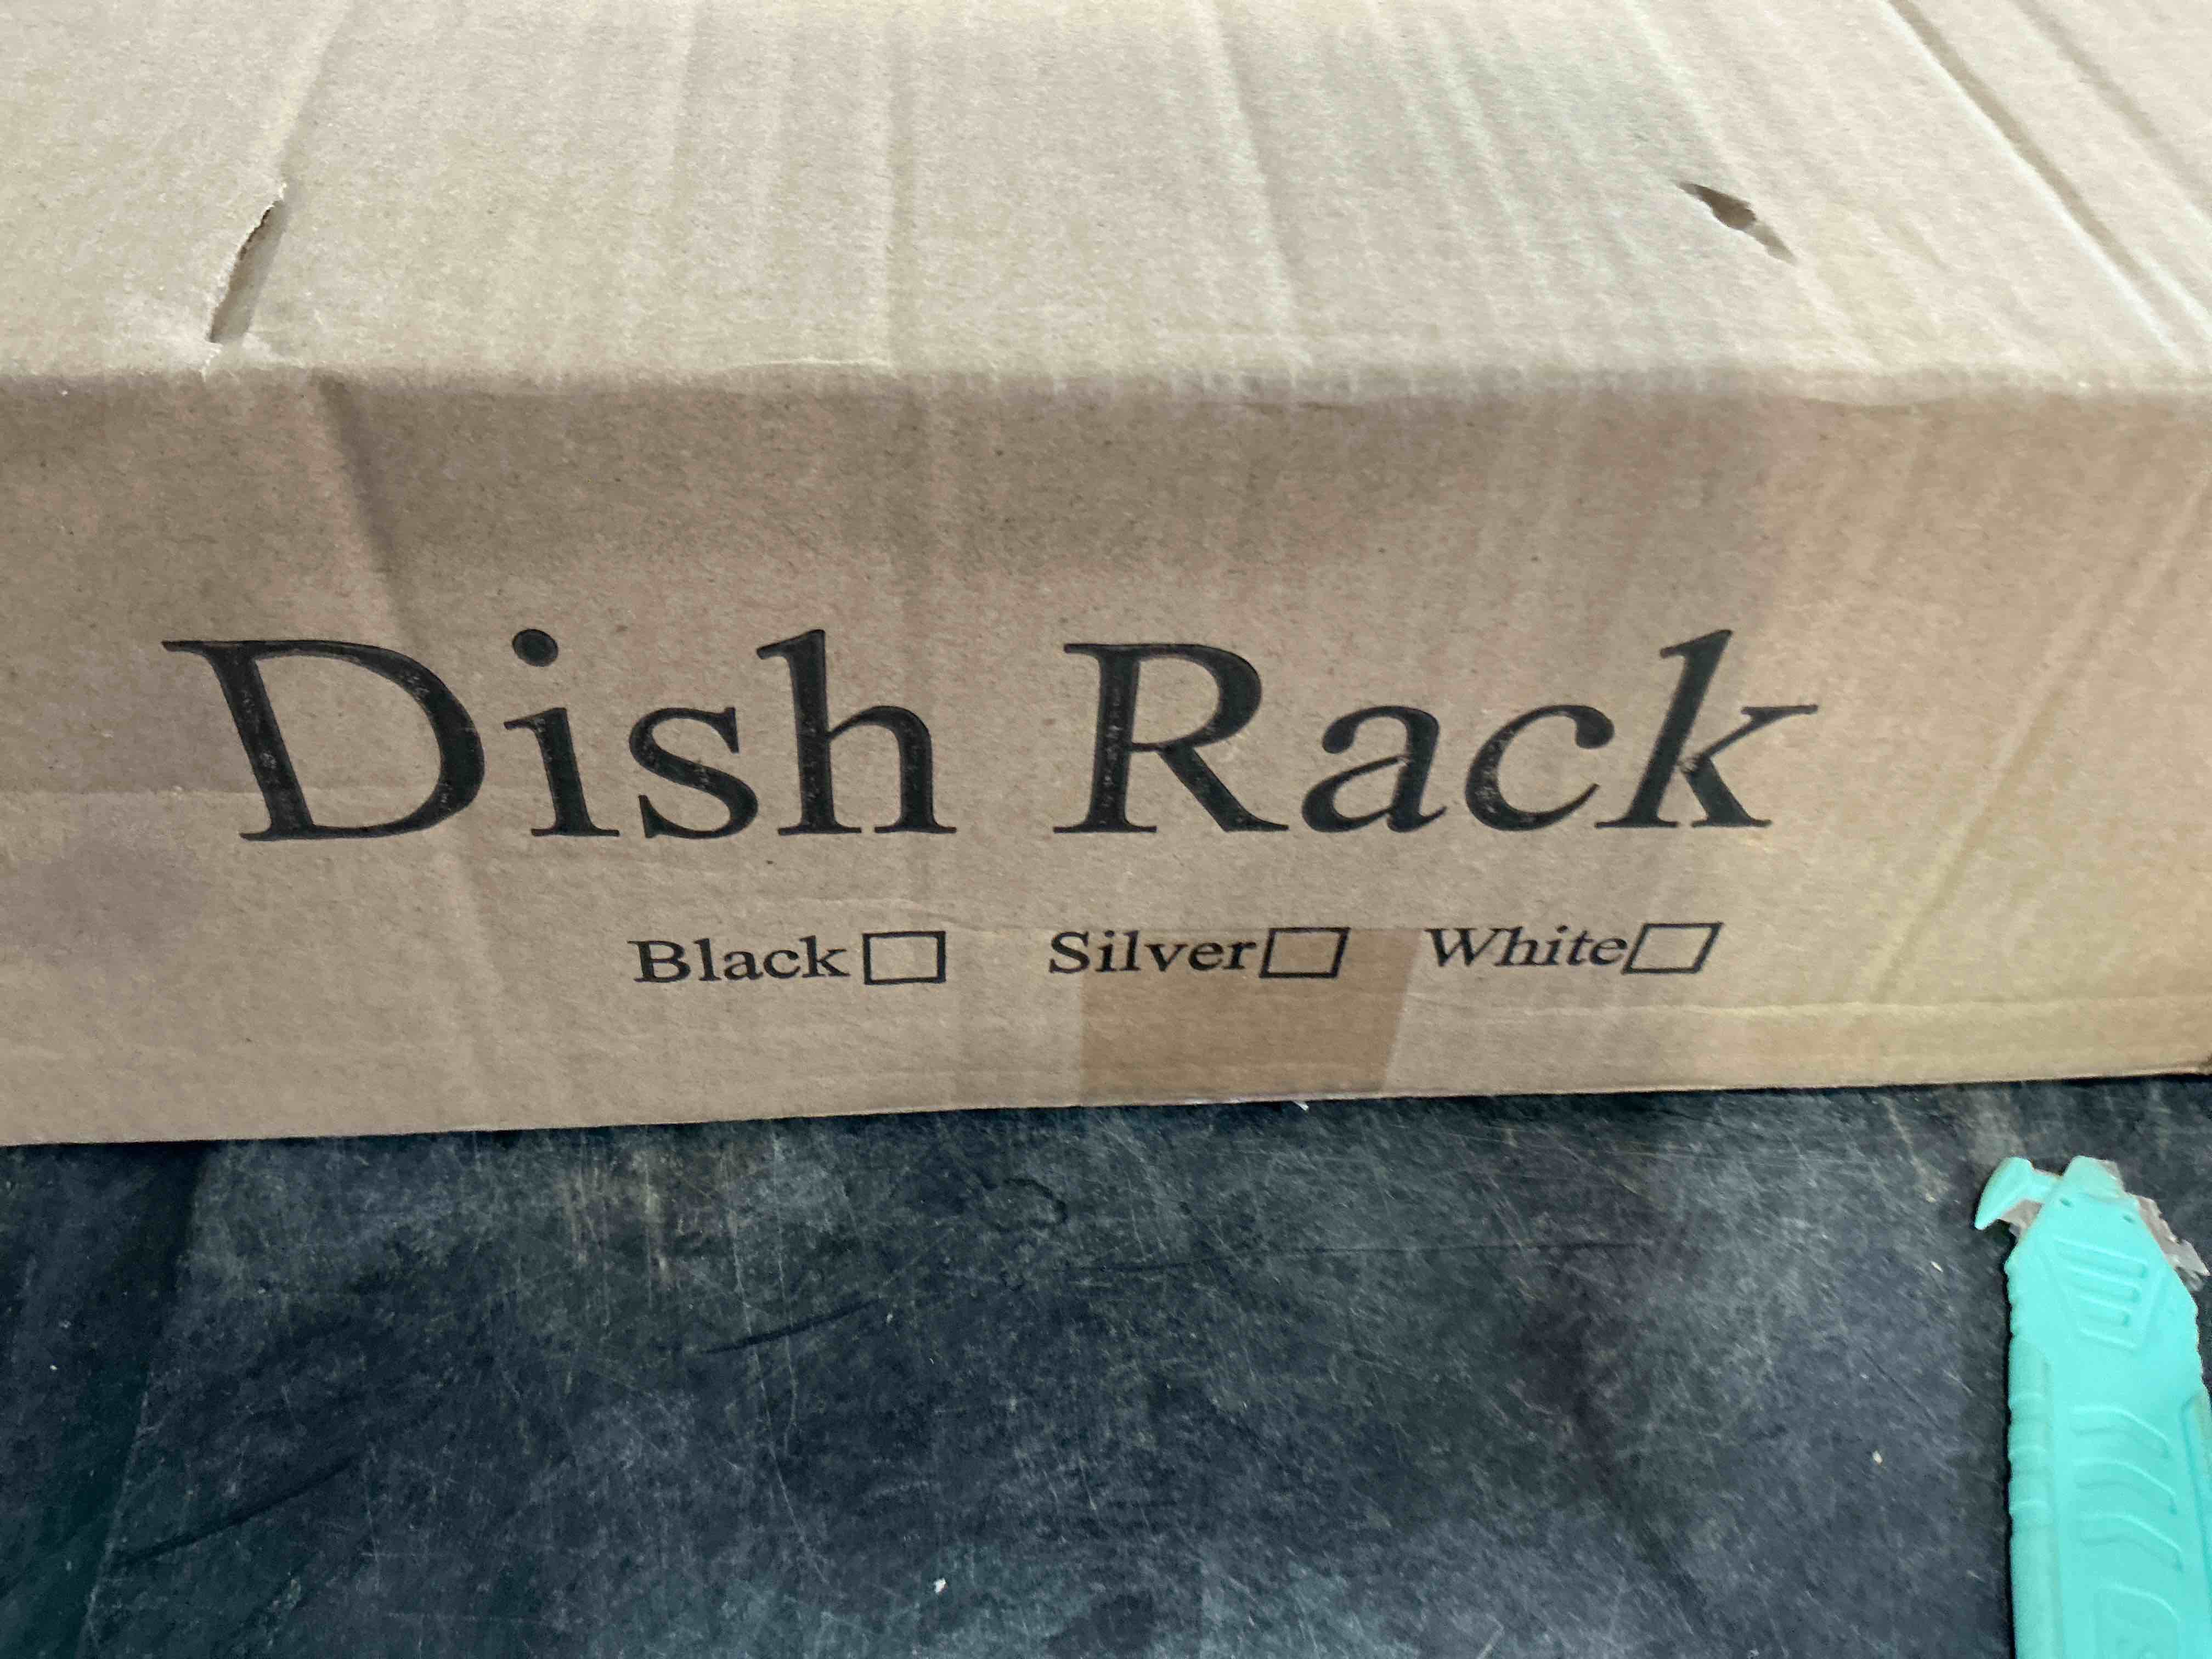 Dish Rack
Black☐ Silver☐ White☐